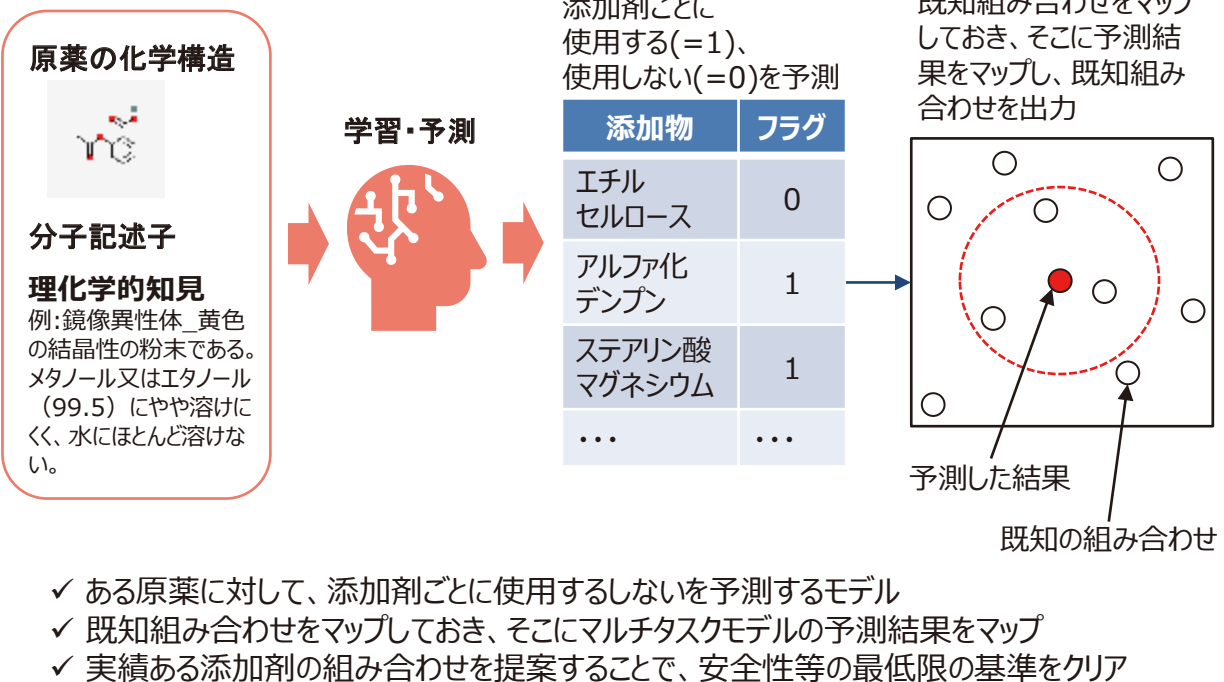 原薬の化学構造
分子記述子
理化学的知見
例:鏡像異性体_黄色
の結晶性の粉末である。
メタノール又はエタノール
（99.5）にやや溶けに
くく、水にほとんど溶けな
い。
学習・予測
添加剤ごとに
使用する(=1)、
使用しない(=0)を予測
添加物 フラグ
エチル
セルロース 0
アルファ化
デンプン 1
ステアリン酸
マグネシウム 1
・・・ ・・・
既知組み合わせをマップ
しておき、そこに予測結
果をマップし、既知組み
合わせを出力
予測した結果
既知の組み合わせ
✓ ある原薬に対して、添加剤ごとに使用するしないを予測するモデル
✓ 既知組み合わせをマップしておき、そこにマルチタスクモデルの予測結果をマップ
✓ 実績ある添加剤の組み合わせを提案することで、安全性等の最低限の基準をクリア